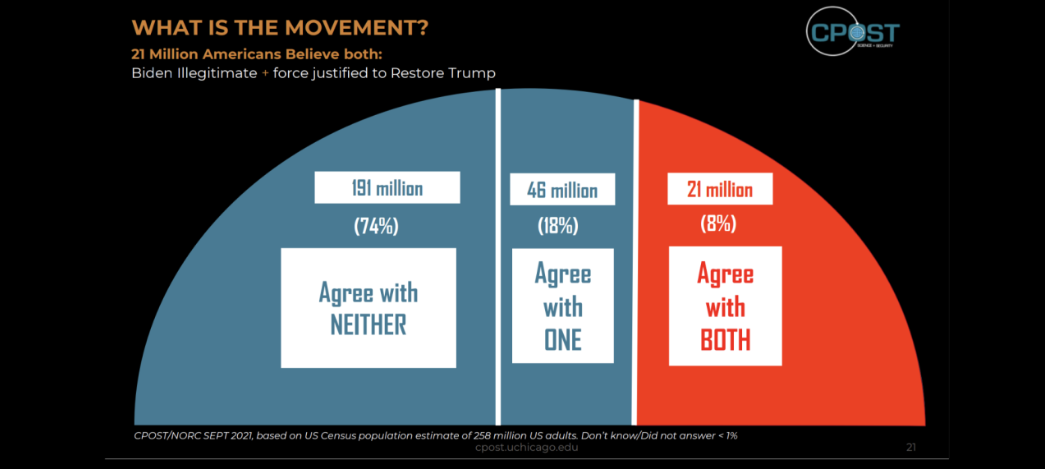 WHAT IS THE MOVEMENT?
21 Million Americans Believe both:
Biden Illegitimate + force justified to Restore Trump
CPOST
SCIENCE + SECURITY
191 million
(74%)
Agree with
NEITHER
46 million
(18%)
Agree
with
ONE
21 million
(8%)
Agree
with
BOTH
CPOST/NORC SEPT 2021, based on US Census population estimate of 258 million US adults. Don't know/Did not answer < 1%
cpost.uchicago.edu
21